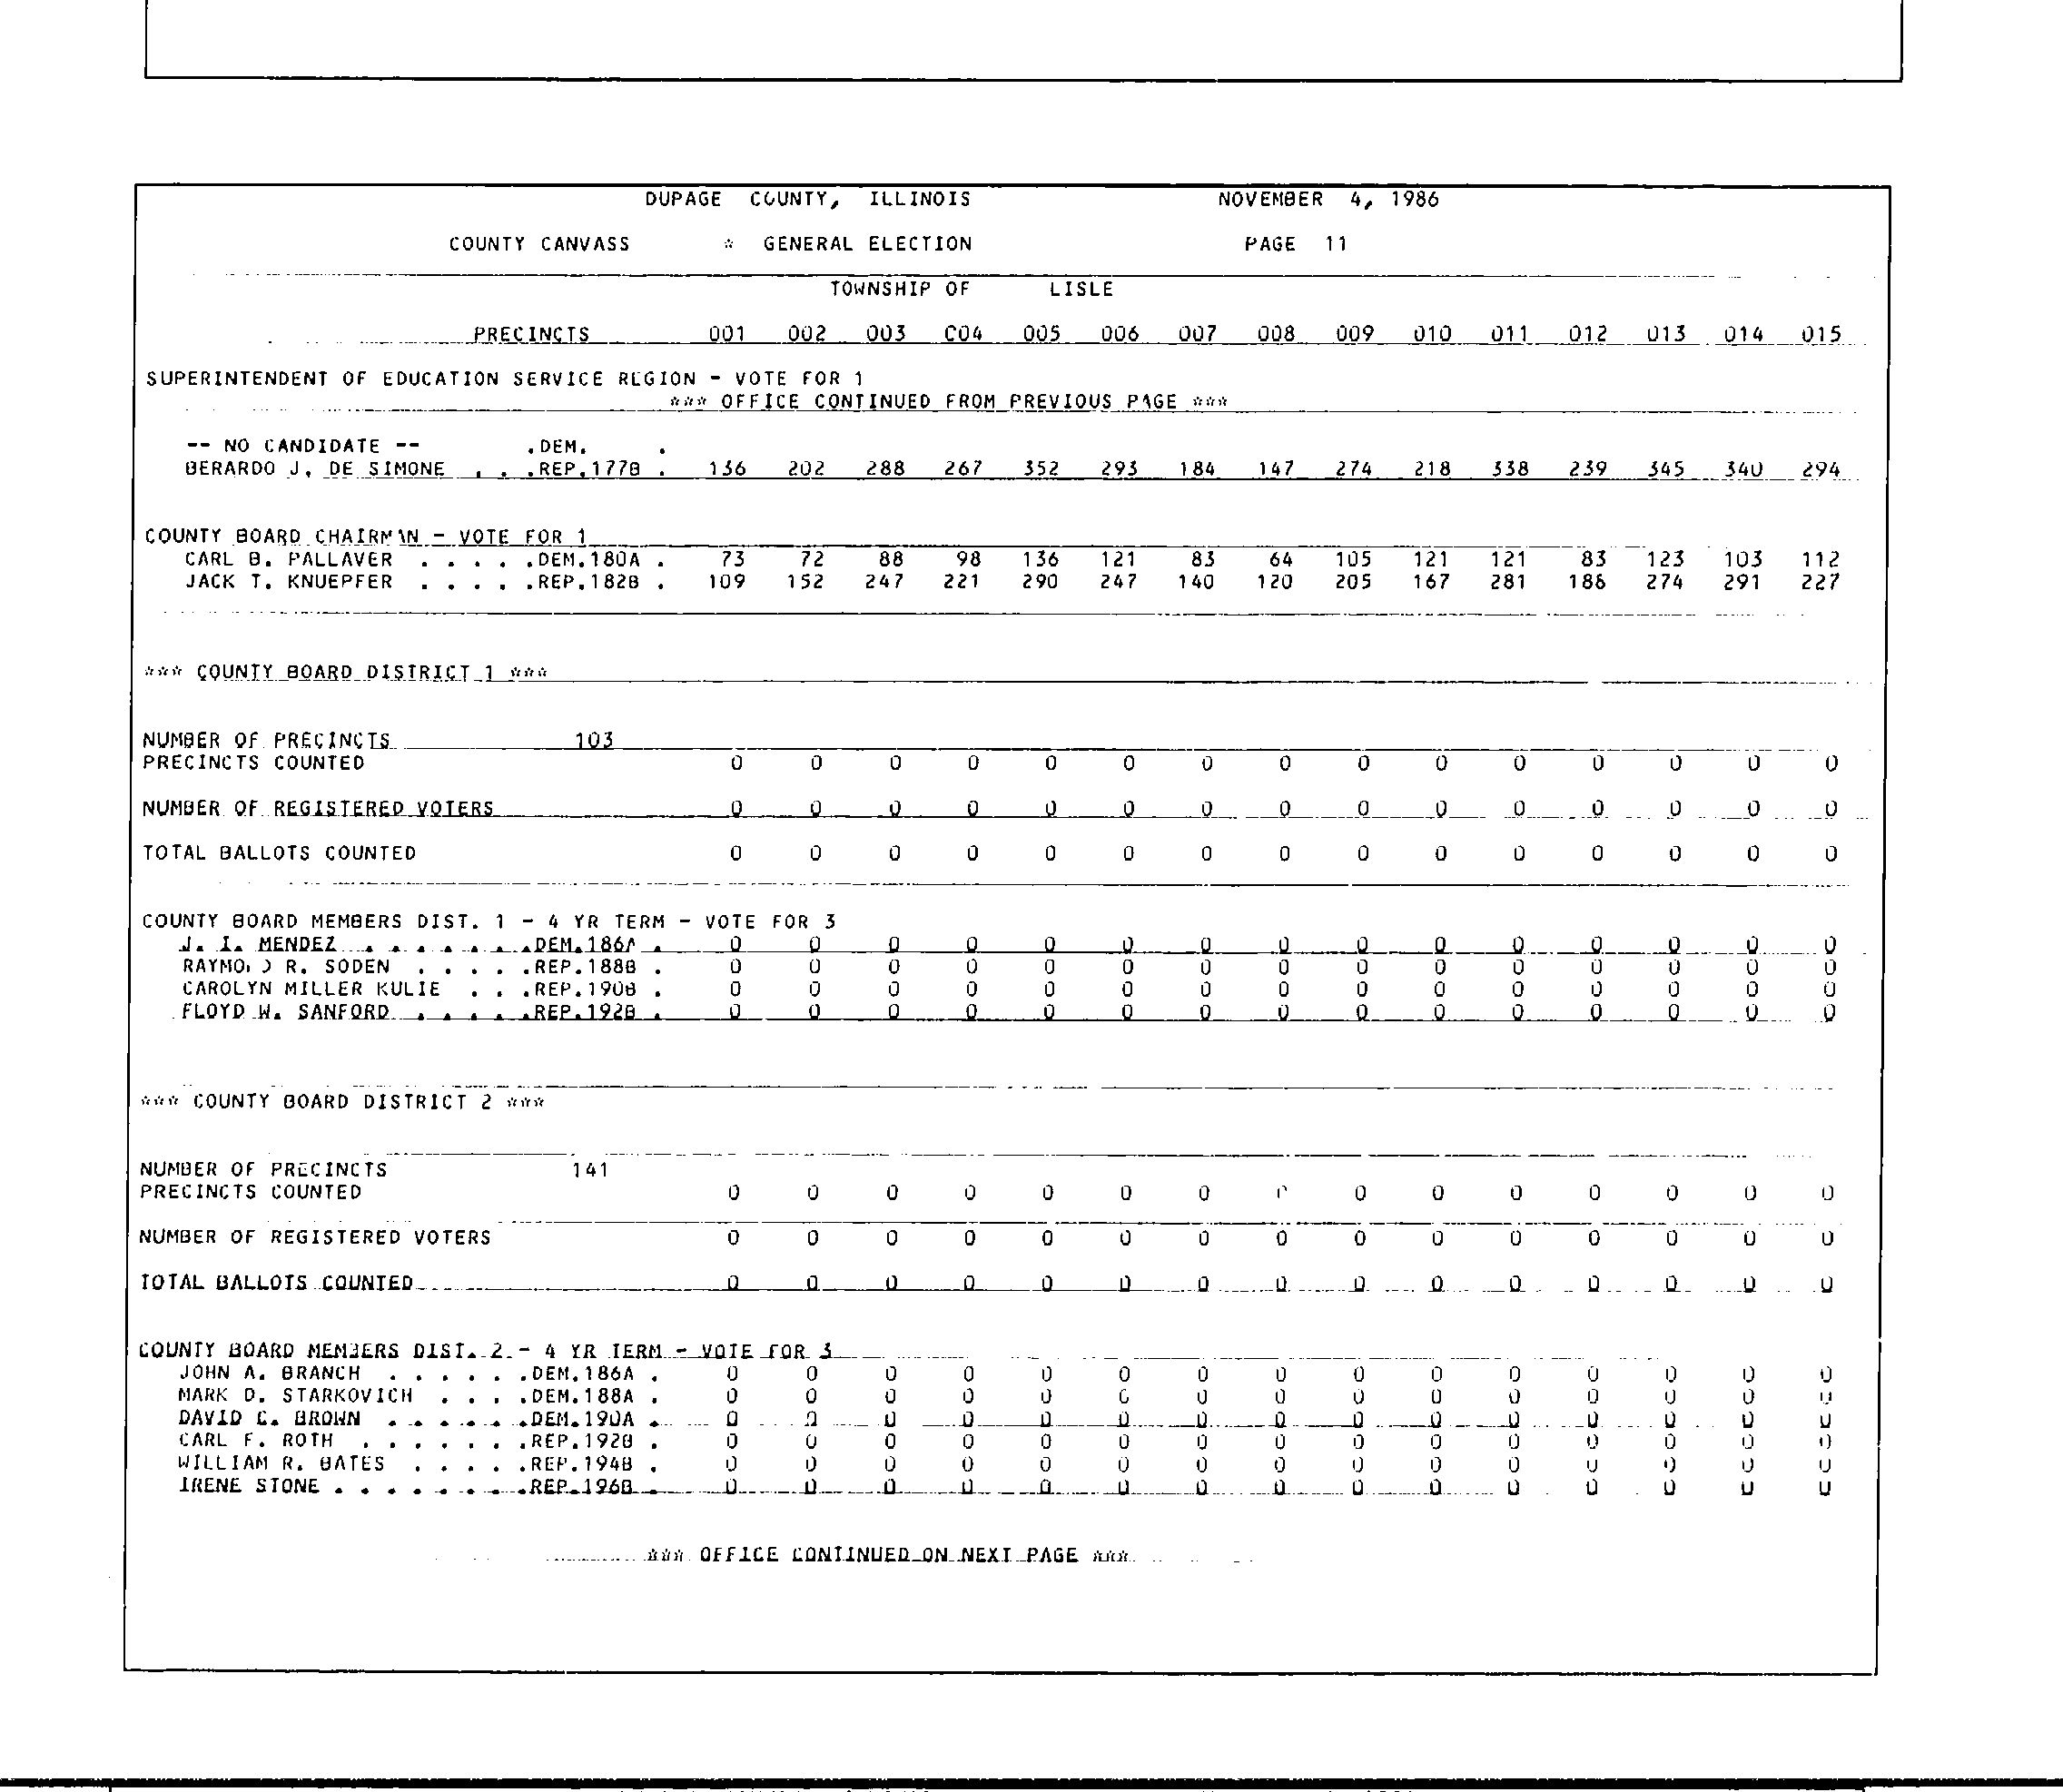 DUPAGE COUNTY, ILLINOIS NOVEMBER 4, 1986
COUNTY CANVASS * GENERAL ELECTION PAGE 11
TOWNSHIP OF LISLE
PRECINCTS 001 002 003 C04 005 006 007 008 009 010 011 012 013 014 015
SUPERINTENDENT OF EDUCATION SERVICE REGION - VOTE FOR 1
*** OFFICE CONTINUED FROM PREVIOUS PAGE ***
-- NO CANDIDATE -- .DEM. .
BERARDO J. DE SIMONE . . .REP.177B . 136 202 288 267 352 293 184 147 274 218 338 239 345 340 294
COUNTY BOARD CHAIRMAN - VOTE FOR 1
CARL B. PALLAVER . . . . .DEM.180A . 73 72 88 98 136 121 83 64 105 121 121 83 123 103 112
JACK T. KNUEPFER . . . . .REP.182B . 109 152 247 221 290 247 140 120 205 167 281 186 274 291 227
*** COUNTY BOARD DISTRICT 1 ***
NUMBER OF PRECINCTS 103
PRECINCTS COUNTED 0 0 0 0 0 0 0 0 0 0 0 0 0 0 0
NUMBER OF REGISTERED VOTERS 0 0 0 0 0 0 0 0 0 0 0 0 0 0 0
TOTAL BALLOTS COUNTED 0 0 0 0 0 0 0 0 0 0 0 0 0 0 0
COUNTY BOARD MEMBERS DIST. 1 - 4 YR TERM - VOTE FOR 3
J. I. MENDEZ . . . . . . .DEM.186A . 0 0 0 0 0 0 0 0 0 0 0 0 0 0 0
RAYMOND R. SODEN . . . . .REP.188B . 0 0 0 0 0 0 0 0 0 0 0 0 0 0 0
CAROLYN MILLER KULIE . . .REP.190B . 0 0 0 0 0 0 0 0 0 0 0 0 0 0 0
FLOYD W. SANFORD . . . . .REP.192B . 0 0 0 0 0 0 0 0 0 0 0 0 0 0 0
*** COUNTY BOARD DISTRICT 2 ***
NUMBER OF PRECINCTS 141
PRECINCTS COUNTED 0 0 0 0 0 0 0 0 0 0 0 0 0 0
NUMBER OF REGISTERED VOTERS 0 0 0 0 0 0 0 0 0 0 0 0 0 0 0
TOTAL BALLOTS COUNTED 0 0 0 0 0 0 0 0 0 0 0 0 0 0 0
COUNTY BOARD MEMBERS DIST. 2 - 4 YR TERM - VOTE FOR 3
JOHN A. BRANCH . . . . . .DEM.186A . 0 0 0 0 0 0 0 0 0 0 0 0 0 0 0
MARK D. STARKOVICH . . . .DEM.188A . 0 0 0 0 0 0 0 0 0 0 0 0 0 0 0
DAVID C. BROWN . . . . . .DEM.190A . 0 0 0 0 0 0 0 0 0 0 0 0 0 0 0
CARL F. ROTH . . . . . . .REP.192B . 0 0 0 0 0 0 0 0 0 0 0 0 0 0 0
WILLIAM R. BATES . . . . .REP.194B . 0 0 0 0 0 0 0 0 0 0 0 0 0 0 0
IRENE STONE . . . . . . . .REP.196B . 0 0 0 0 0 0 0 0 0 0 0 0 0 0 0
*** OFFICE CONTINUED ON NEXT PAGE ***